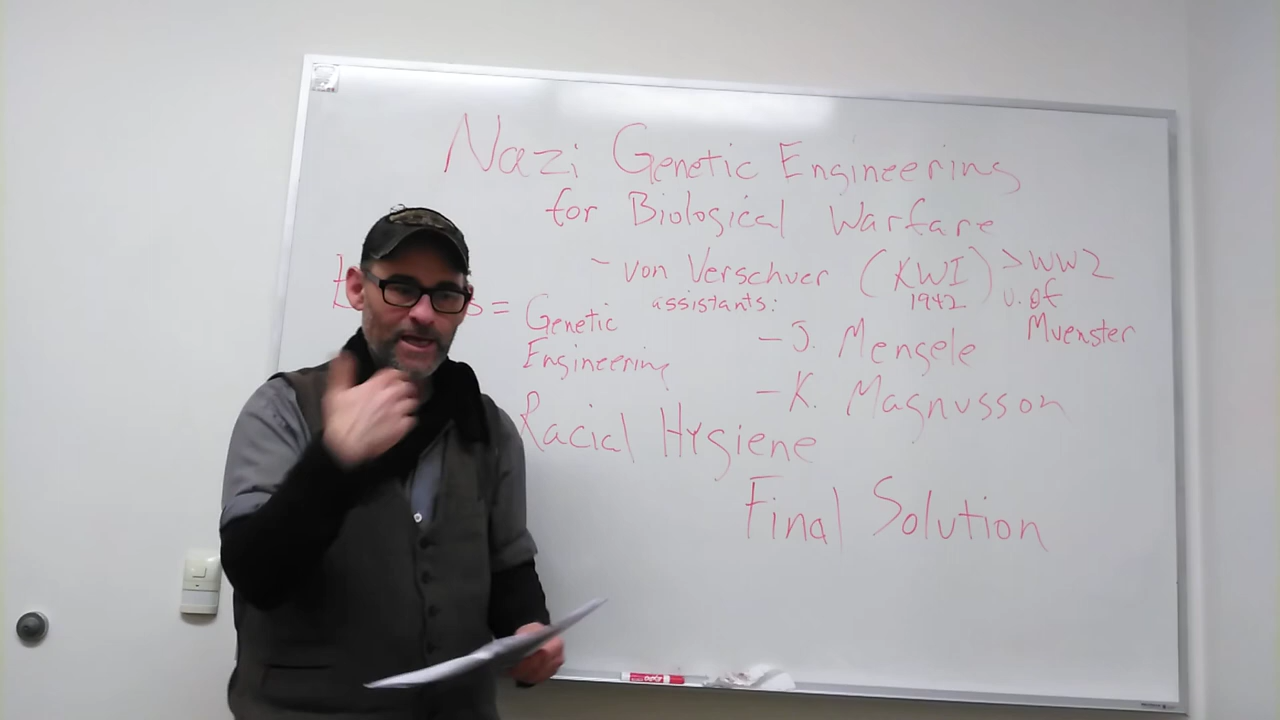 Nazi Genetic Engineering
for Biological Warfare
~ von Verschuer (KWI) > WW2
1942 U. of
Muenster
assistants:
- J. Mengele
- K. Magnusson
= Genetic
Engineering
Racial Hygiene
Final Solution